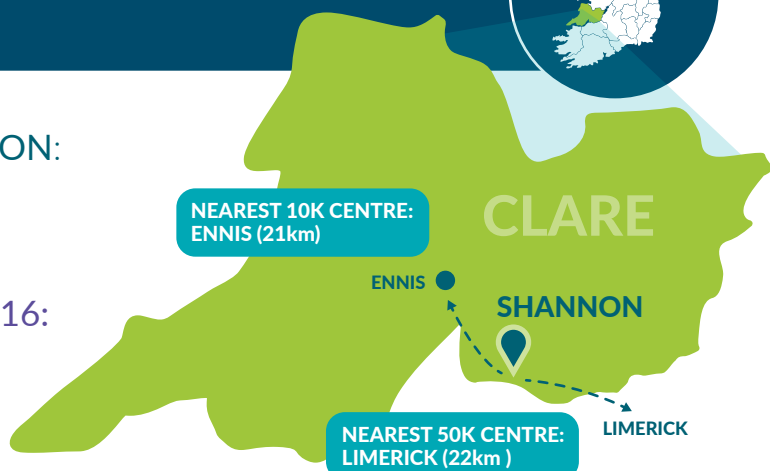 ON:
NEAREST 10K CENTRE:
ENNIS (21km)
CLARE
ENNIS
SHANNON
16:
NEAREST 50K CENTRE:
LIMERICK (22km )
LIMERICK